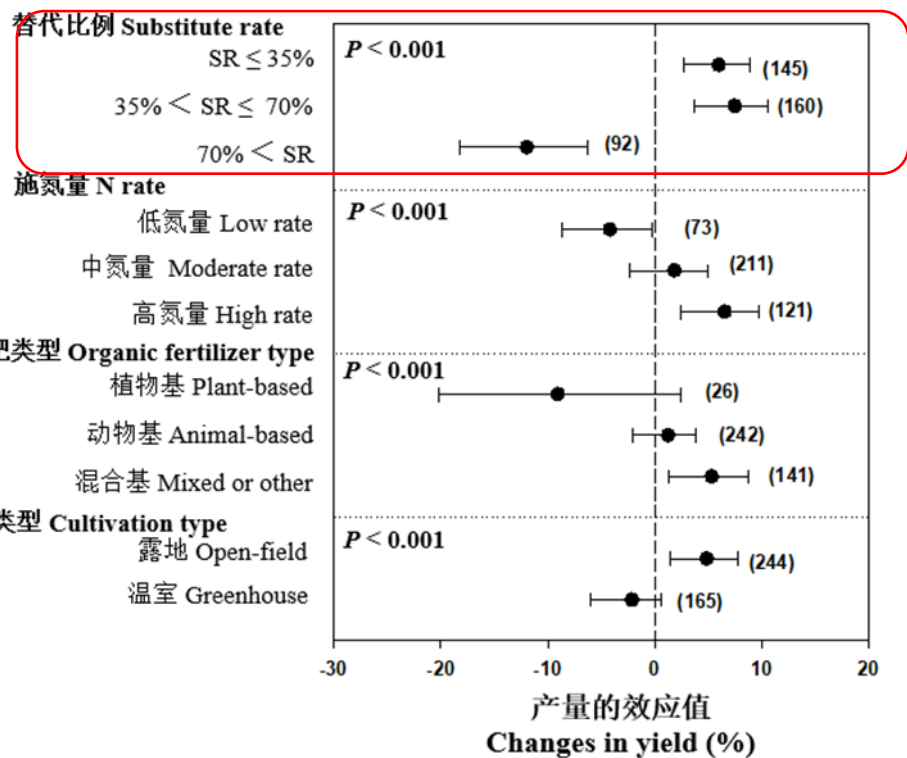 替代比例 Substitute rate
P < 0.001
SR ≤ 35%
(145)
35% < SR ≤ 70%
(160)
70% < SR
(92)
施氮量 N rate
P < 0.001
低氮量 Low rate
(73)
中氮量 Moderate rate
(211)
高氮量 High rate
(121)
类型 Organic fertilizer type
P < 0.001
植物基 Plant-based
(26)
动物基 Animal-based
(242)
混合基 Mixed or other
(141)
类型 Cultivation type
P < 0.001
露地 Open-field
(244)
温室 Greenhouse
(165)
-30 -20 -10 0 10 20
产量的效应值
Changes in yield (%)